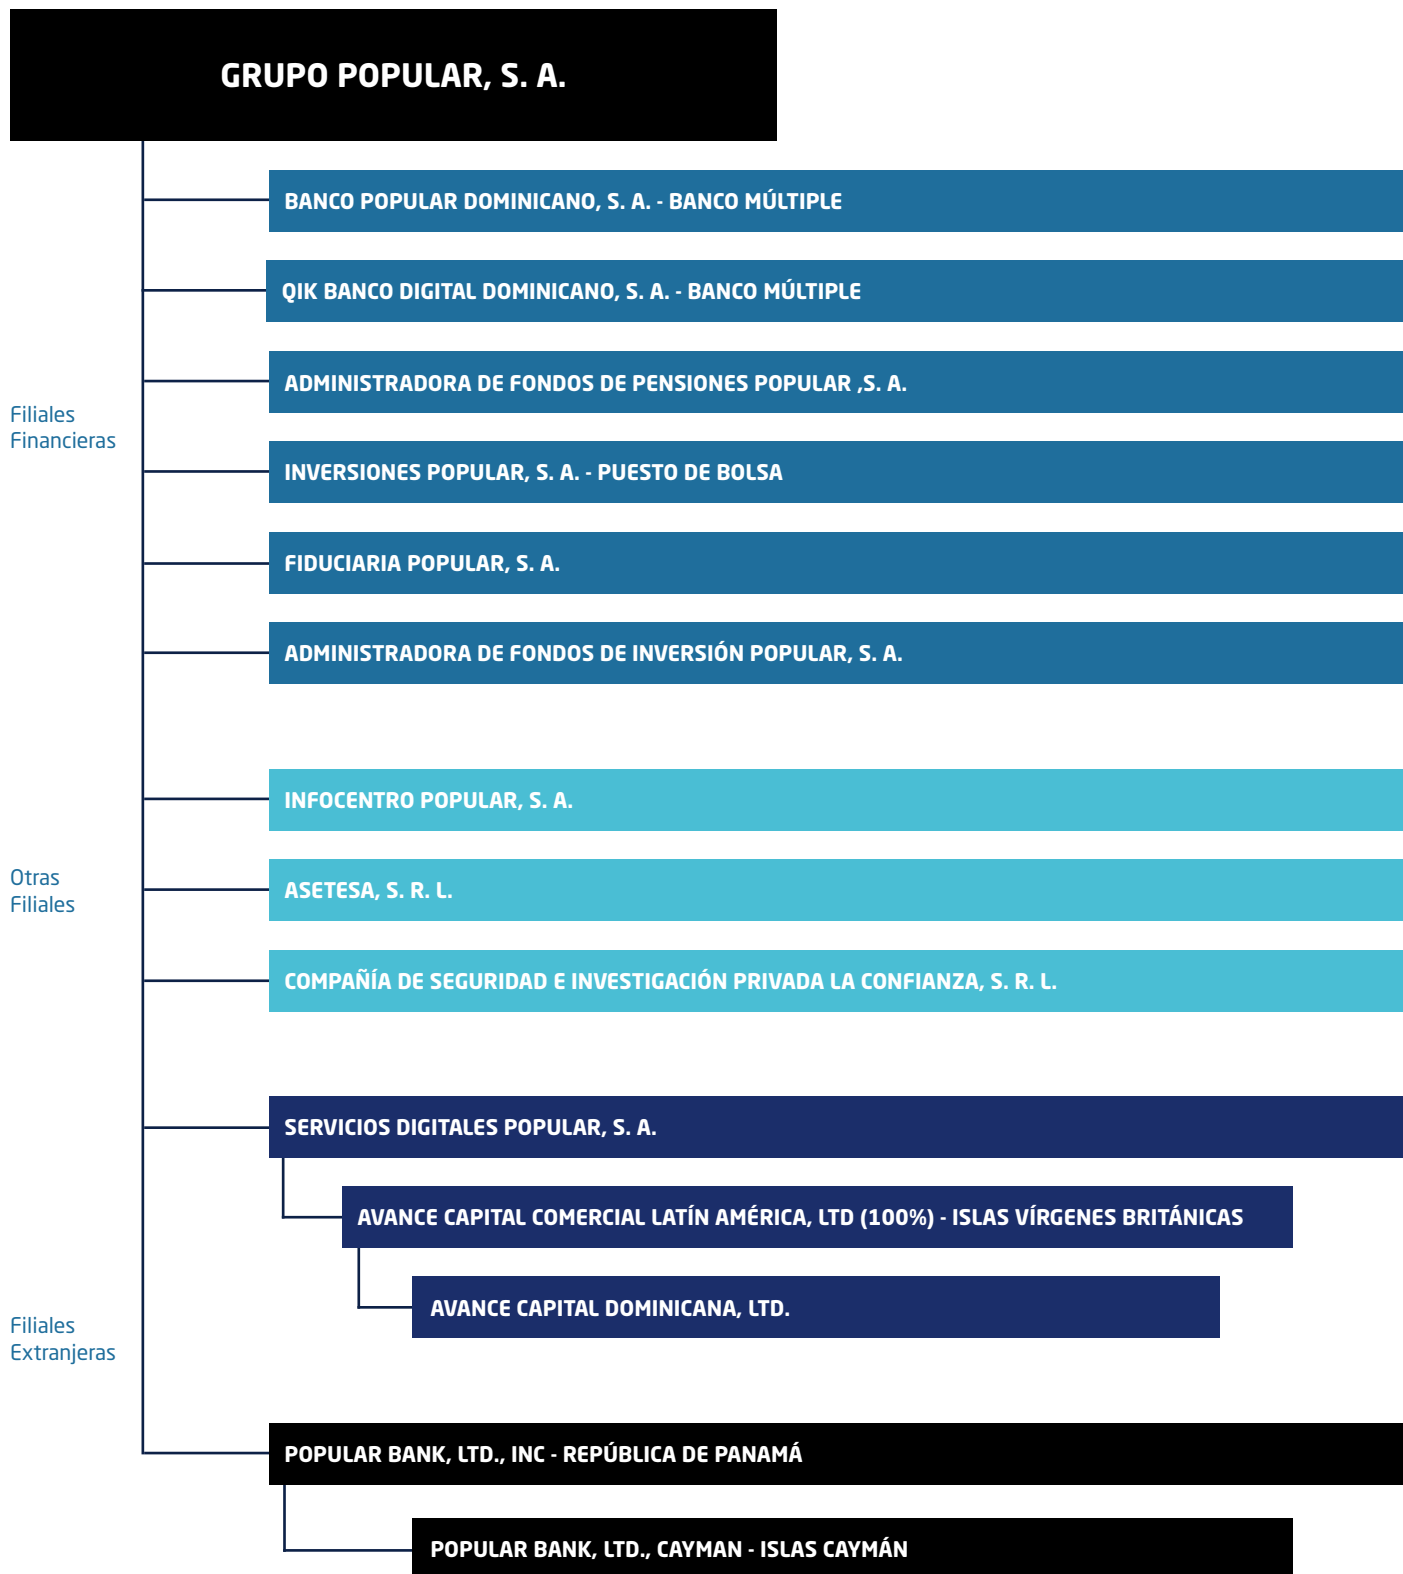 GRUPO POPULAR, S. A.
BANCO POPULAR DOMINICANO, S. A. - BANCO MÚLTIPLE
QIK BANCO DIGITAL DOMINICANO, S. A. - BANCO MÚLTIPLE
ADMINISTRADORA DE FONDOS DE PENSIONES POPULAR ,S. A.
Filiales
Financieras
INVERSIONES POPULAR, S. A. - PUESTO DE BOLSA
FIDUCIARIA POPULAR, S. A.
ADMINISTRADORA DE FONDOS DE INVERSIÓN POPULAR, S. A.
INFOCENTRO POPULAR, S. A.
Otras
Filiales
ASETESA, S. R. L.
COMPAÑÍA DE SEGURIDAD E INVESTIGACIÓN PRIVADA LA CONFIANZA, S. R. L.
SERVICIOS DIGITALES POPULAR, S. A.
AVANCE CAPITAL COMERCIAL LATÍN AMÉRICA, LTD (100%) - ISLAS VÍRGENES BRITÁNICAS
AVANCE CAPITAL DOMINICANA, LTD.
Filiales
Extranjeras
POPULAR BANK, LTD., INC - REPÚBLICA DE PANAMÁ
POPULAR BANK, LTD., CAYMAN - ISLAS CAYMÁN